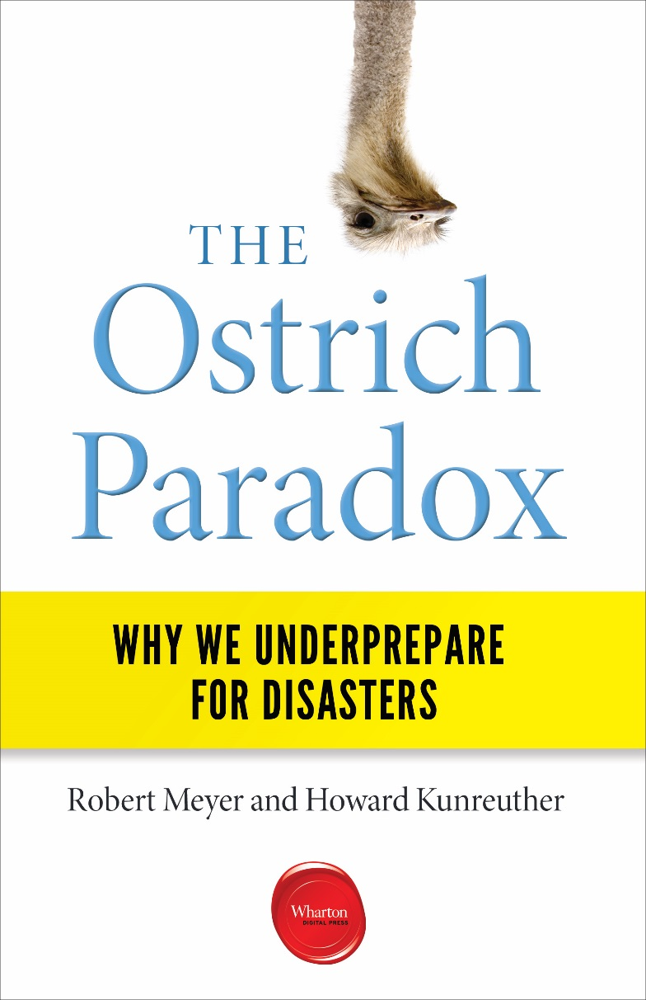 THE
Ostrich
Paradox
WHY WE UNDERPREPARE
FOR DISASTERS
Robert Meyer and Howard Kunreuther
Wharton
DIGITAL PRESS